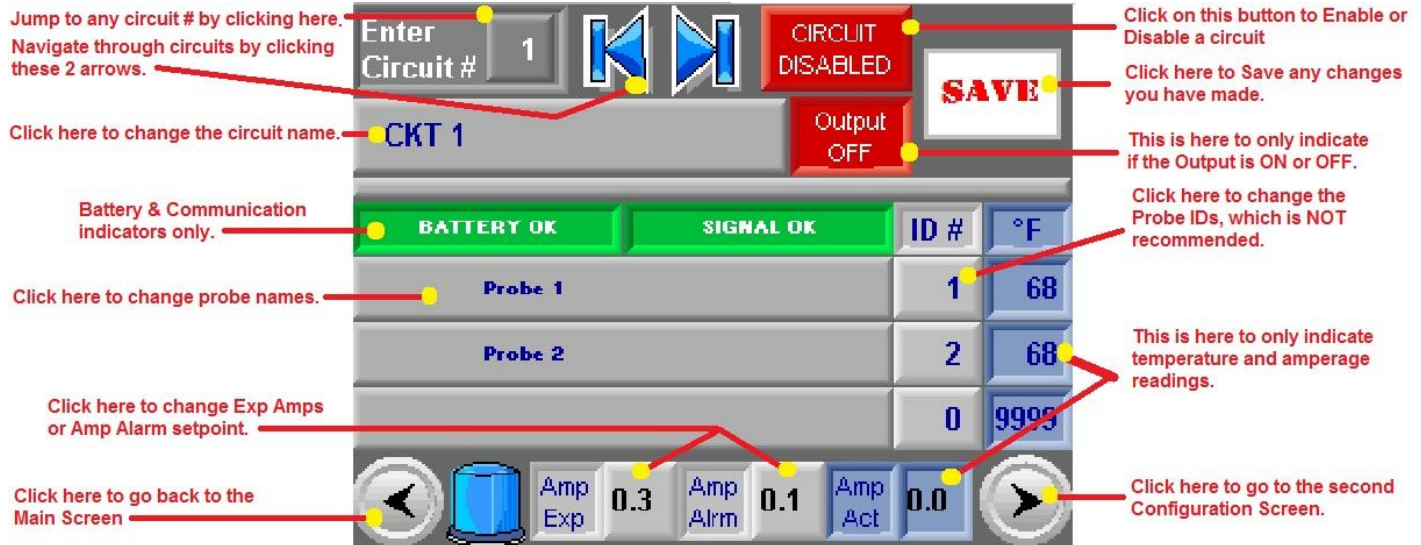 Jump to any circuit # by clicking here.
Navigate through circuits by clicking
these 2 arrows.
Click here to change the circuit name.
Battery & Communication
indicators only.
Click here to change probe names.
Click here to change Exp Amps
or Amp Alarm setpoint.
Click here to go back to the
Main Screen
Enter
Circuit #
1
CIRCUIT
DISABLED
SAVE
CKT 1
Output
OFF
BATTERY OK
SIGNAL OK
ID #
°F
Probe 1
1
68
Probe 2
2
68
0
9999
Amp
Exp
0.3
Amp
Alrm
0.1
Amp
Act
0.0
Click on this button to Enable or
Disable a circuit
Click here to Save any changes
you have made.
This is here to only indicate
if the Output is ON or OFF.
Click here to change the
Probe IDs, which is NOT
recommended.
This is here to only indicate
temperature and amperage
readings.
Click here to go to the second
Configuration Screen.